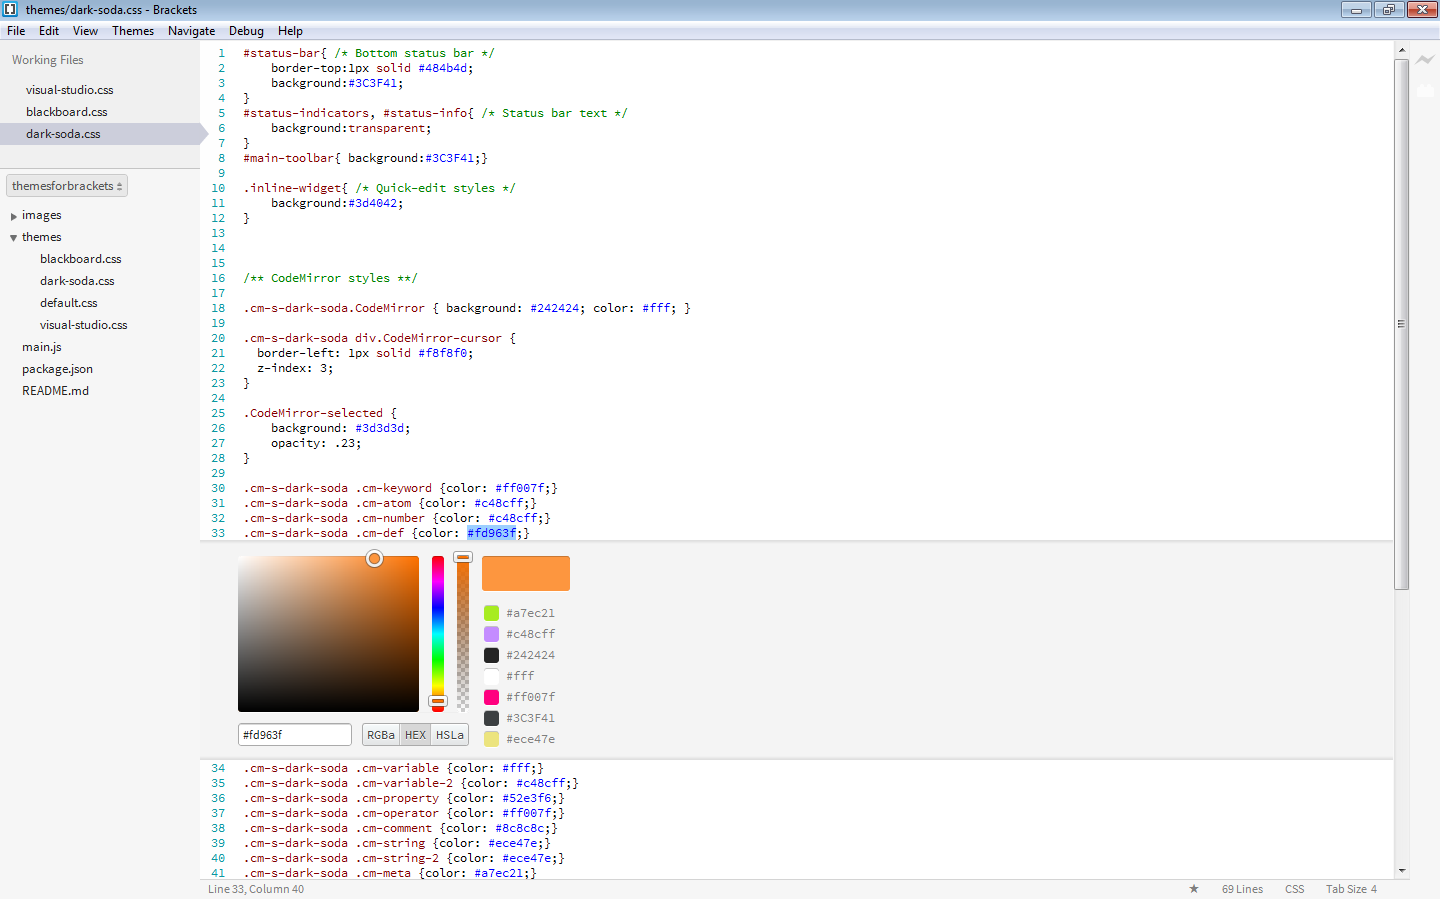 themes/dark-soda.css - Brackets
File Edit View Themes Navigate Debug Help
Working Files
visual-studio.css
blackboard.css
dark-soda.css
themesforbrackets
images
themes
blackboard.css
dark-soda.css
default.css
visual-studio.css
main.js
package.json
README.md
1 #status-bar{ /* Bottom status bar */
2 border-top:1px solid #484b4d;
3 background:#3C3F41;
4 }
5 #status-indicators, #status-info{ /* Status bar text */
6 background:transparent;
7 }
8 #main-toolbar{ background:#3C3F41;}
9
10 .inline-widget{ /* Quick-edit styles */
11 background:#3d4042;
12 }
13
14
15
16 /** CodeMirror styles **/
17
18 .cm-s-dark-soda.CodeMirror { background: #242424; color: #fff; }
19
20 .cm-s-dark-soda div.CodeMirror-cursor {
21 border-left: 1px solid #f8f8f0;
22 z-index: 3;
23 }
24
25 .CodeMirror-selected {
26 background: #3d3d3d;
27 opacity: .23;
28 }
29
30 .cm-s-dark-soda .cm-keyword {color: #ff007f;}
31 .cm-s-dark-soda .cm-atom {color: #c48cff;}
32 .cm-s-dark-soda .cm-number {color: #c48cff;}
33 .cm-s-dark-soda .cm-def {color: #fd963f;}
#a7ec21
#c48cff
#242424
#fff
#ff007f
#3C3F41
#ece47e
#fd963f RGBa HEX HSLa
34 .cm-s-dark-soda .cm-variable {color: #fff;}
35 .cm-s-dark-soda .cm-variable-2 {color: #c48cff;}
36 .cm-s-dark-soda .cm-property {color: #52e3f6;}
37 .cm-s-dark-soda .cm-operator {color: #ff007f;}
38 .cm-s-dark-soda .cm-comment {color: #8c8c8c;}
39 .cm-s-dark-soda .cm-string {color: #ece47e;}
40 .cm-s-dark-soda .cm-string-2 {color: #ece47e;}
41 .cm-s-dark-soda .cm-meta {color: #a7ec21;}
Line 33, Column 40 69 Lines CSS Tab Size 4